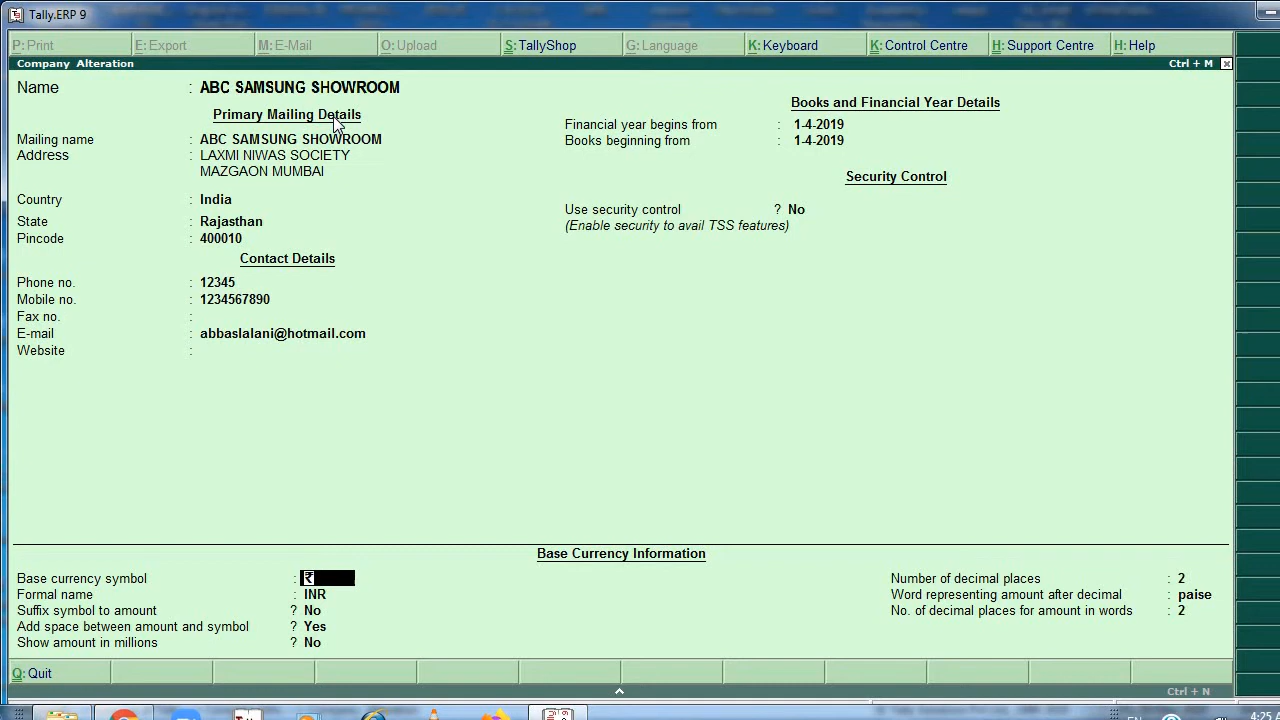 Tally.ERP 9
P: Print E: Export M: E-Mail O: Upload S: TallyShop G: Language K: Keyboard K: Control Centre H: Support Centre H: Help
Company Alteration Ctrl + M
Name : ABC SAMSUNG SHOWROOM
Primary Mailing Details
Mailing name : ABC SAMSUNG SHOWROOM
Address : LAXMI NIWAS SOCIETY
MAZGAON MUMBAI
Country : India
State : Rajasthan
Pincode : 400010
Contact Details
Phone no. : 12345
Mobile no. : 1234567890
Fax no. :
E-mail : abbaslalani@hotmail.com
Website :
Books and Financial Year Details
Financial year begins from : 1-4-2019
Books beginning from : 1-4-2019
Security Control
Use security control ? No
(Enable security to avail TSS features)
Base Currency Information
Base currency symbol : ₹
Formal name : INR
Suffix symbol to amount ? No
Add space between amount and symbol ? Yes
Show amount in millions ? No
Number of decimal places : 2
Word representing amount after decimal : paise
No. of decimal places for amount in words : 2
Q: Quit
Ctrl + N